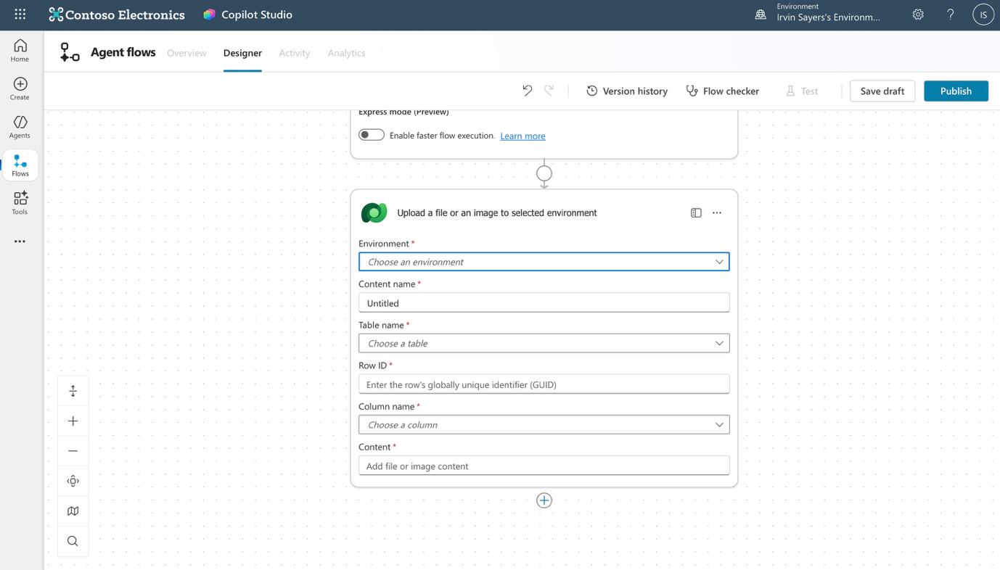 Contoso Electronics
Copilot Studio
Environment
Irvin Sayers's Environm...
?
IS
Home
Create
Agents
Flows
Tools
Agent flows
Overview
Designer
Activity
Analytics
Version history
Flow checker
Test
Save draft
Publish
Express mode (Preview)
Enable faster flow execution. Learn more
Upload a file or an image to selected environment
Environment *
Choose an environment
Content name *
Untitled
Table name *
Choose a table
Row ID *
Enter the row's globally unique identifier (GUID)
Column name *
Choose a column
Content *
Add file or image content